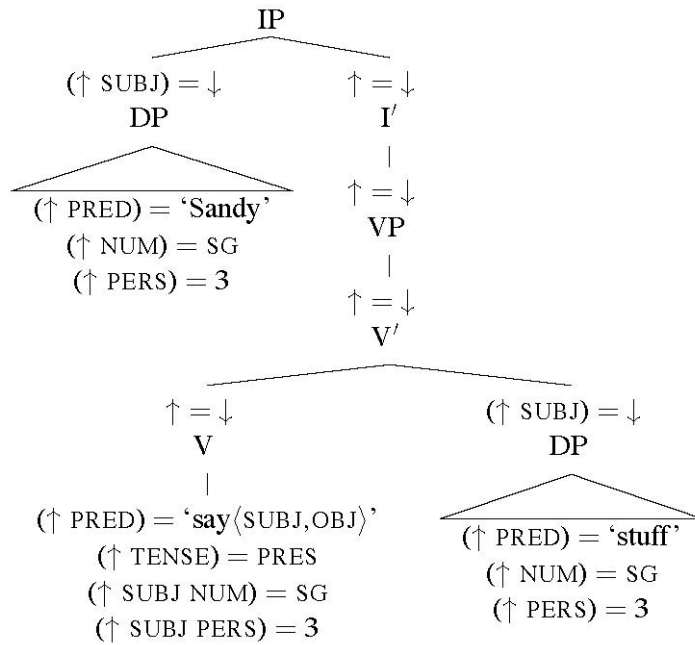 IP
(↑ SUBJ) = ↓ ↑ = ↓
DP I′
↑ = ↓
(↑ PRED) = ‘Sandy’ VP
(↑ NUM) = SG
(↑ PERS) = 3
↑ = ↓
V′
↑ = ↓ (↑ SUBJ) = ↓
V DP
(↑ PRED) = ‘say⟨SUBJ,OBJ⟩’ (↑ PRED) = ‘stuff’
(↑ TENSE) = PRES (↑ NUM) = SG
(↑ SUBJ NUM) = SG (↑ PERS) = 3
(↑ SUBJ PERS) = 3